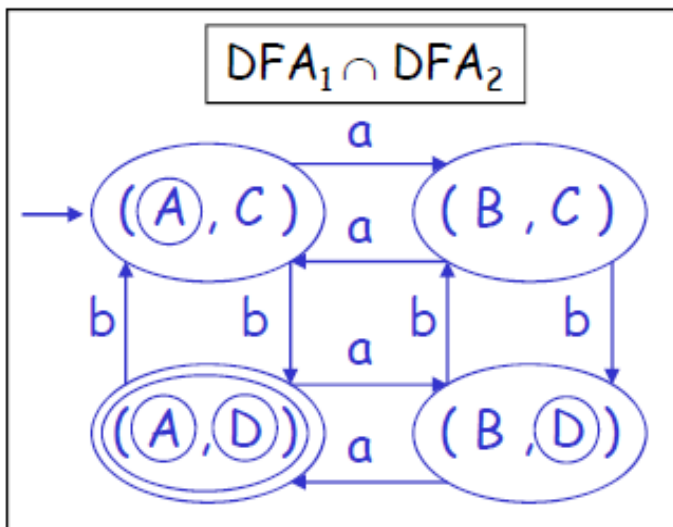 DFA₁ ∩ DFA₂
a
(A, C) (B, C)
a
b b b b
a
(A, D) (B, D)
a